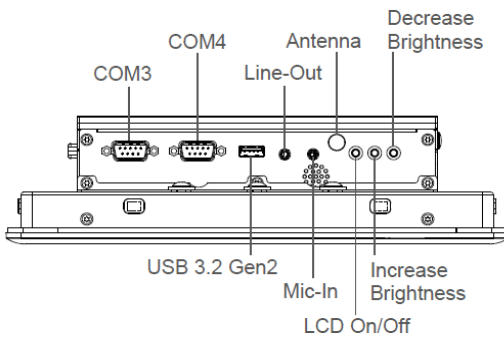 Decrease
Brightness
COM4
Antenna
COM3
Line-Out
USB 3.2 Gen2
Mic-In
Increase
Brightness
LCD On/Off